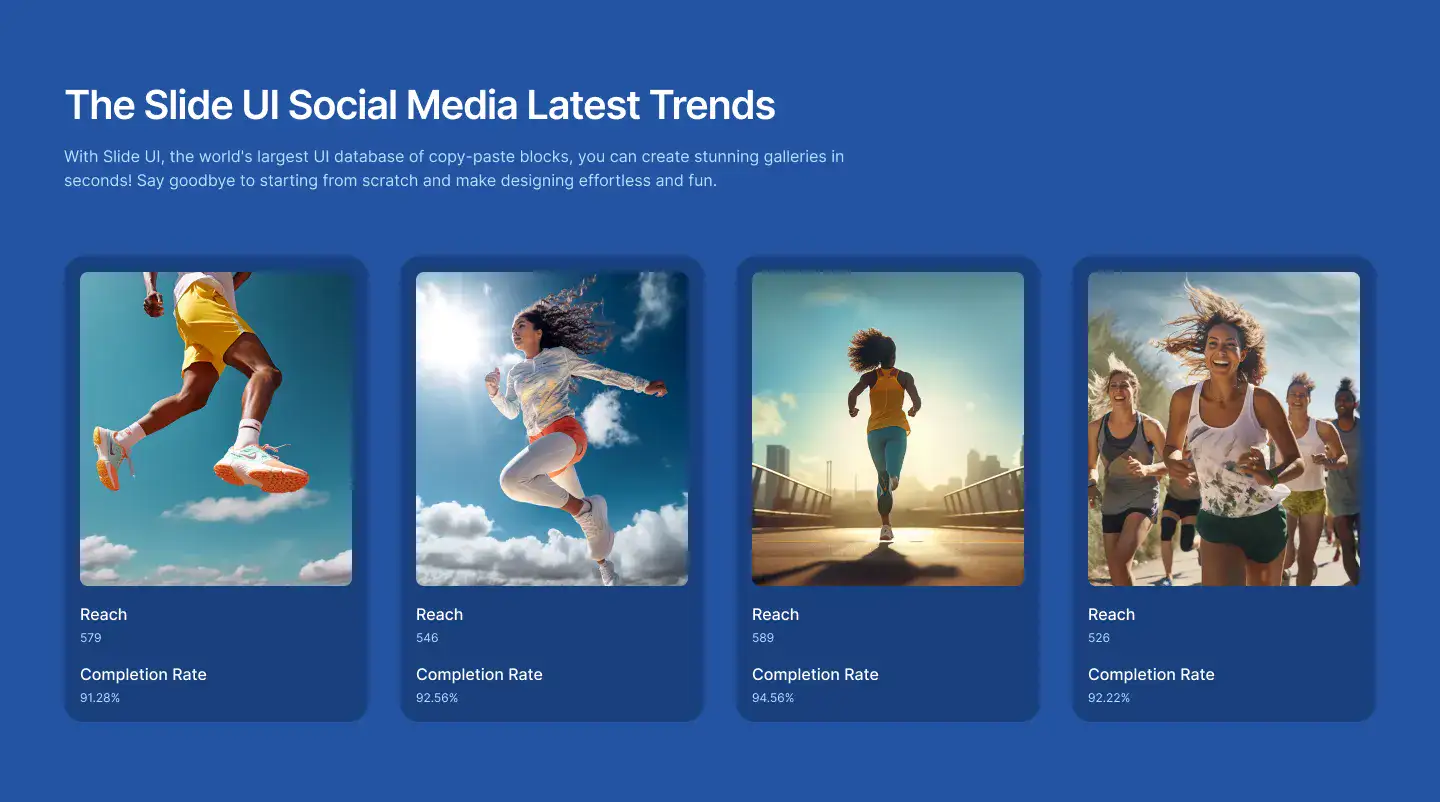 The Slide UI Social Media Latest Trends
With Slide UI, the world's largest UI database of copy-paste blocks, you can create stunning galleries in
seconds! Say goodbye to starting from scratch and make designing effortless and fun.
Reach
579
Completion Rate
91.28%
Reach
546
Completion Rate
92.56%
Reach
589
Completion Rate
94.56%
Reach
526
Completion Rate
92.22%